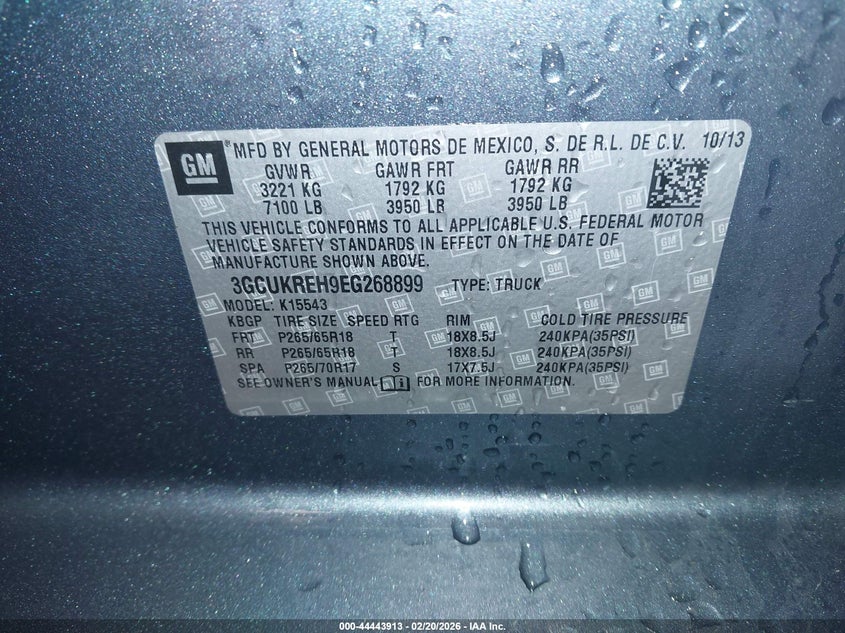 GM ® MFD BY GENERAL MOTORS DE MEXICO, S. DE R.L. DE C.V. 10/13
GVWR GAWR FRT GAWR RR
3221 KG 1792 KG 1792 KG
7100 LB 3950 LB 3950 LB
THIS VEHICLE CONFORMS TO ALL APPLICABLE U.S. FEDERAL MOTOR
VEHICLE SAFETY STANDARDS IN EFFECT ON THE DATE OF
MANUFACTURE SHOWN ABOVE.
3GCUKREH9EG268899 TYPE: TRUCK
MODEL: K15543
KBGP TIRE SIZE SPEED RTG RIM COLD TIRE PRESSURE
FRT P265/65R18 T 18X8.5J 240KPA(35PSI)
RR P265/65R18 T 18X8.5J 240KPA(35PSI)
SPA P265/70R17 S 17X7.5J 240KPA(35PSI)
SEE OWNER'S MANUAL FOR MORE INFORMATION.
000-44443913 - 02/20/2026 - IAA Inc.